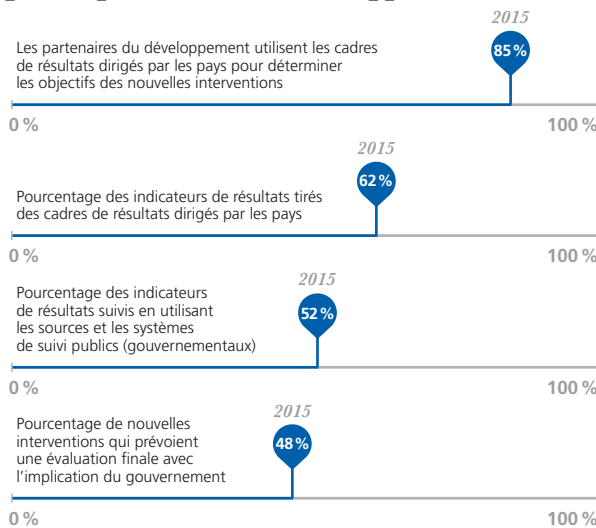 2015
Les partenaires du développement utilisent les cadres
de résultats dirigés par les pays pour déterminer
les objectifs des nouvelles interventions
85 %
0 %
100 %
2015
62 %
Pourcentage des indicateurs de résultats tirés
des cadres de résultats dirigés par les pays
0 %
100 %
2015
Pourcentage des indicateurs
de résultats suivis en utilisant
les sources et les systèmes
de suivi publics (gouvernementaux)
52 %
0 %
100 %
2015
Pourcentage de nouvelles
interventions qui prévoient
une évaluation finale avec
l’implication du gouvernement
48 %
0 %
100 %